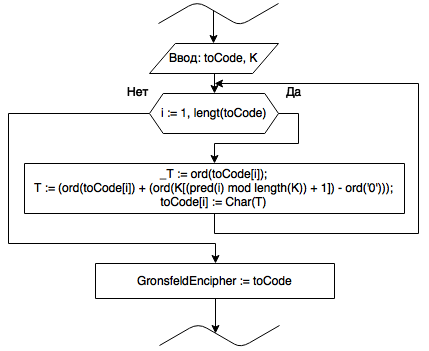 Ввод: toCode, K
Нет
Да
i := 1, lengt(toCode)
_T := ord(toCode[i]);
T := (ord(toCode[i]) + (ord(K[(pred(i) mod length(K)) + 1]) - ord('0')));
toCode[i] := Char(T)
GronsfeldEncipher := toCode